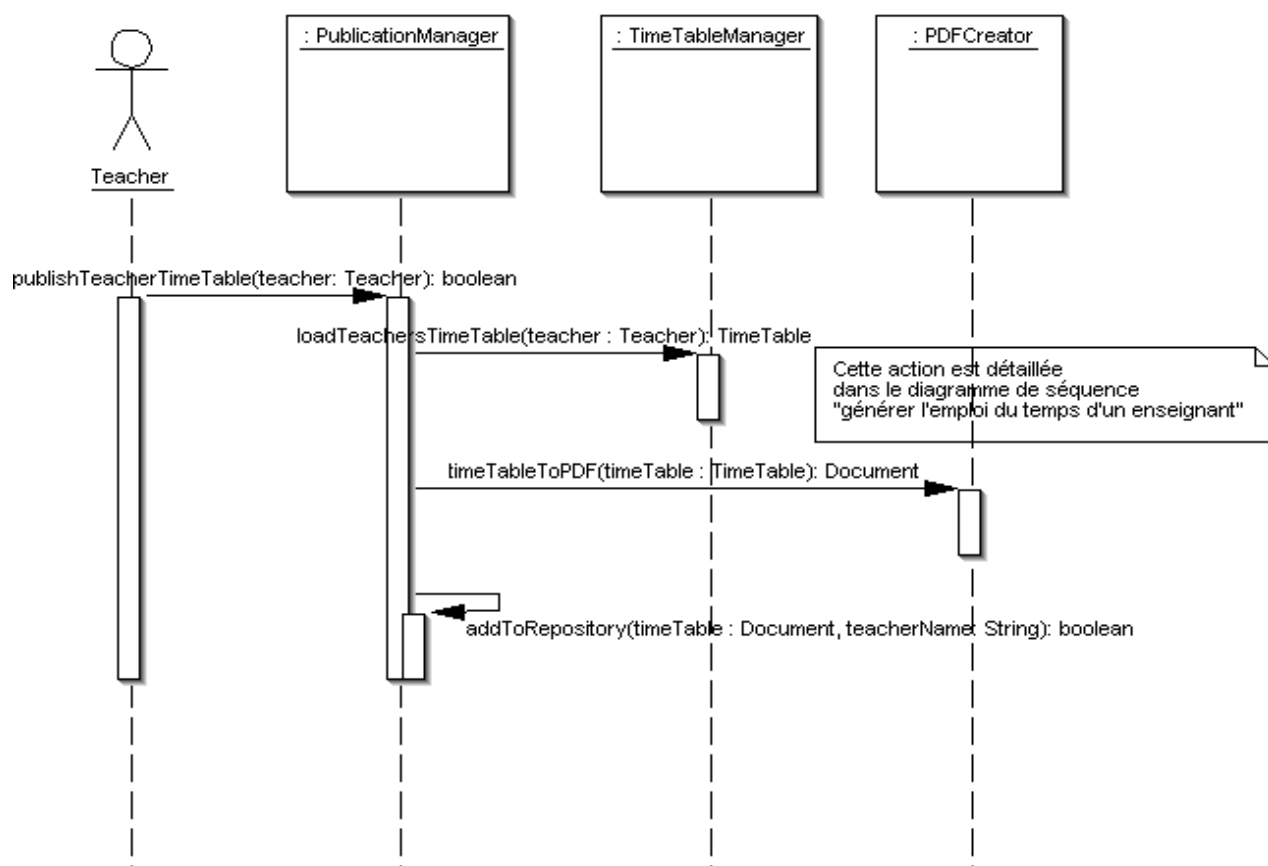 : PublicationManager
: TimeTableManager
: PDFCreator
Teacher
publishTeacherTimeTable(teacher: Teacher): boolean
loadTeachersTimeTable(teacher : Teacher): TimeTable
Cette action est détaillée
dans le diagramme de séquence
"générer l'emploi du temps d'un enseignant"
timeTableToPDF(timeTable : TimeTable): Document
addToRepository(timeTable : Document, teacherName: String): boolean